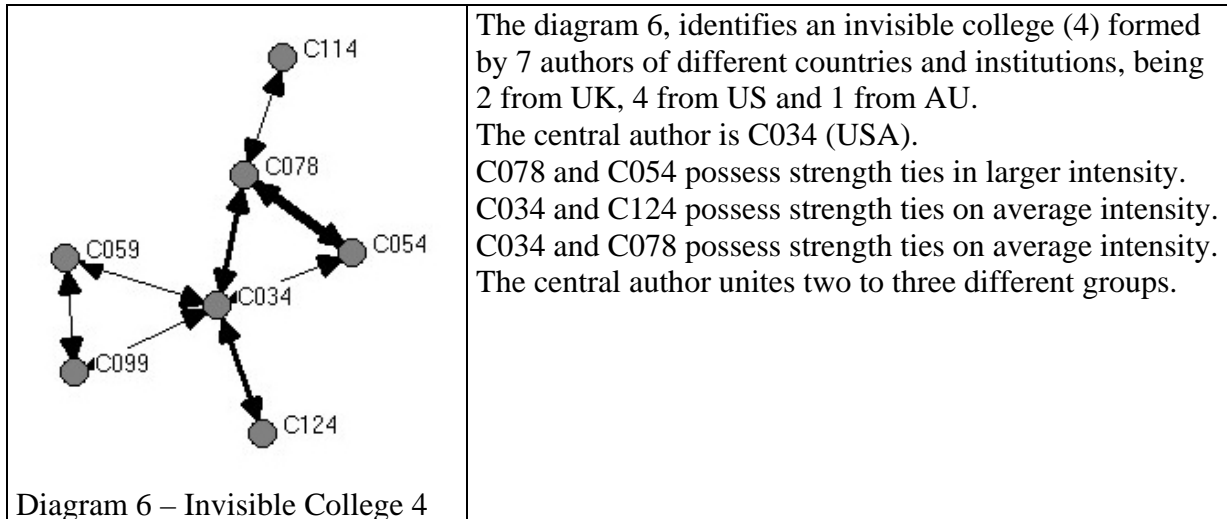 C114
C078
C054
C059
C034
C099
C124
Diagram 6 – Invisible College 4
The diagram 6, identifies an invisible college (4) formed
by 7 authors of different countries and institutions, being
2 from UK, 4 from US and 1 from AU.
The central author is C034 (USA).
C078 and C054 possess strength ties in larger intensity.
C034 and C124 possess strength ties on average intensity.
C034 and C078 possess strength ties on average intensity.
The central author unites two to three different groups.